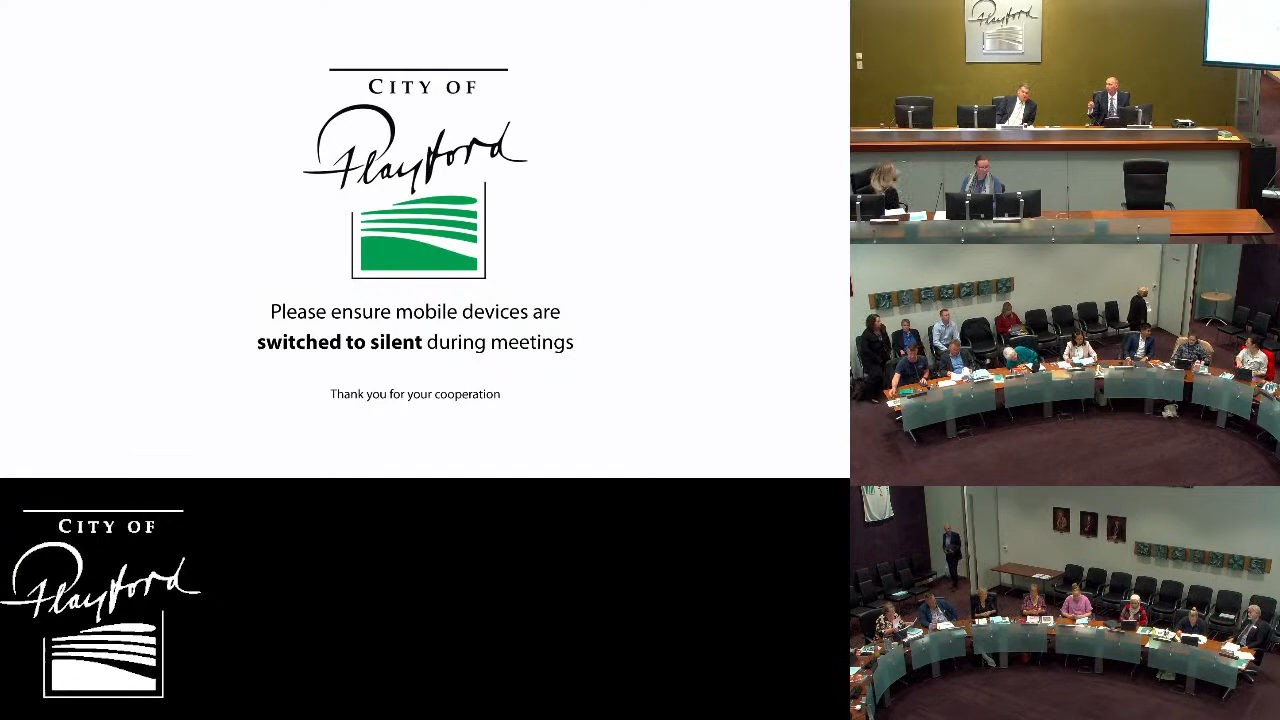 CITY OF
Playford
Please ensure mobile devices are
switched to silent during meetings
Thank you for your cooperation
CITY OF
Playford
Playford